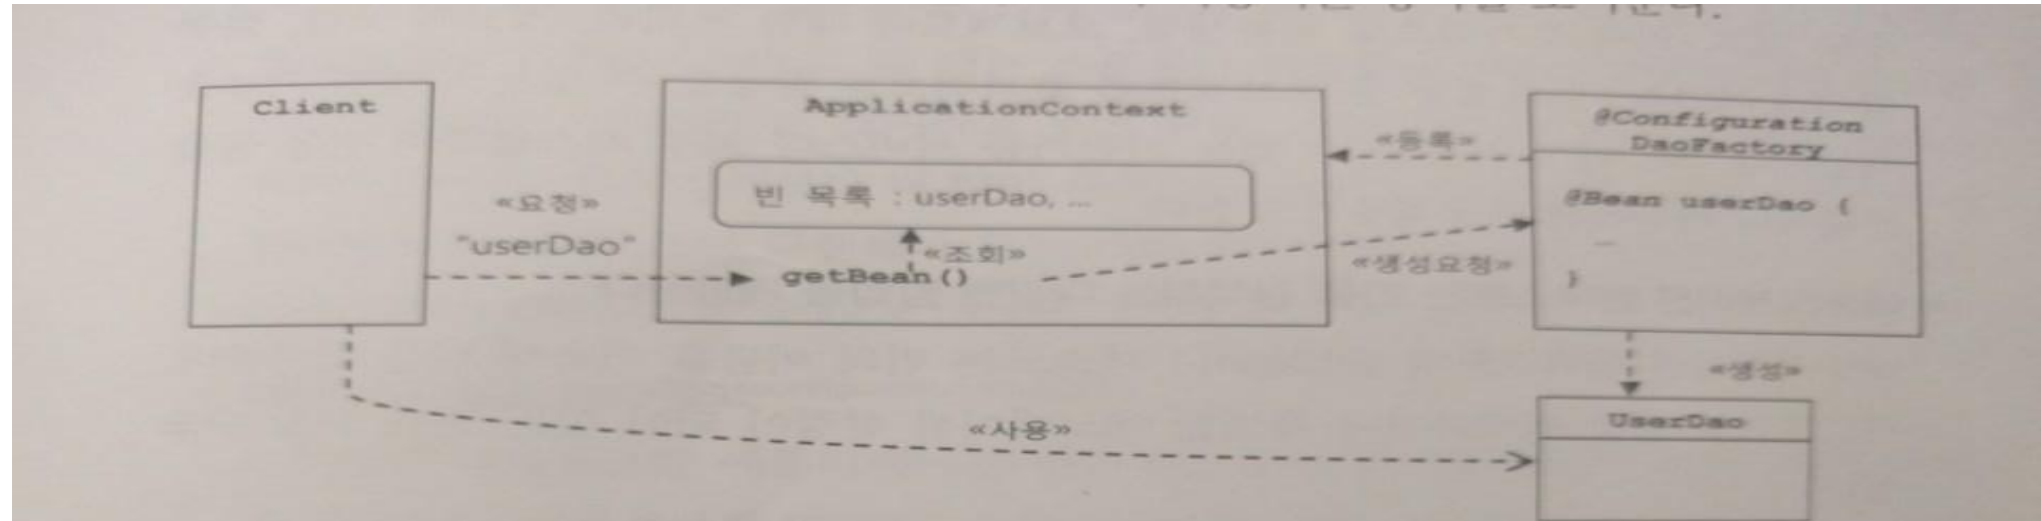 Client
ApplicationContext
@Configuration
DaoFactory
«등록»
빈 목록 : userDao, ...
@Bean userDao {
...
}
«요청»
"userDao"
«조회»
getBean()
«생성요청»
«생성»
UserDao
«사용»